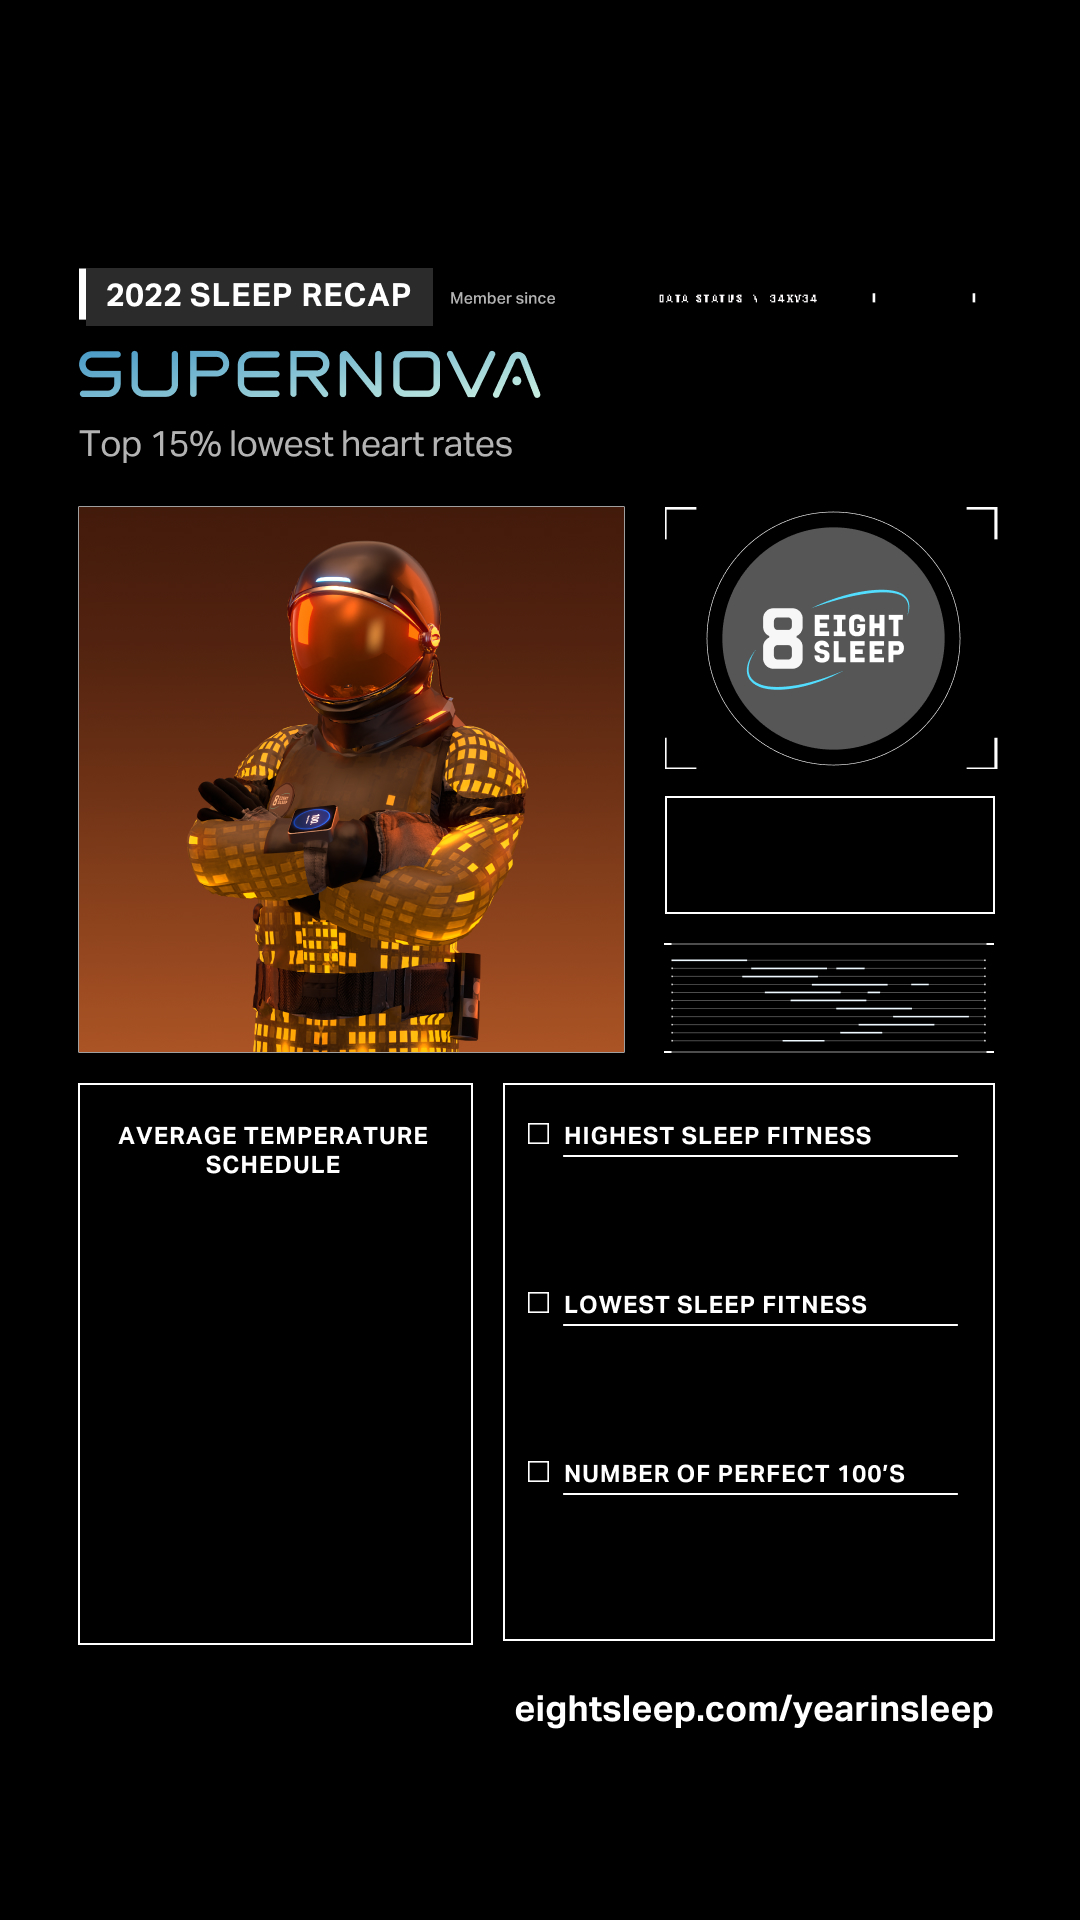 2022 SLEEP RECAP
Member since
DATA STATUS \ 34XV34
SUPERNOVA
Top 15% lowest heart rates
8 EIGHT
SLEEP
AVERAGE TEMPERATURE
SCHEDULE
HIGHEST SLEEP FITNESS
LOWEST SLEEP FITNESS
NUMBER OF PERFECT 100'S
eightsleep.com/yearinsleep